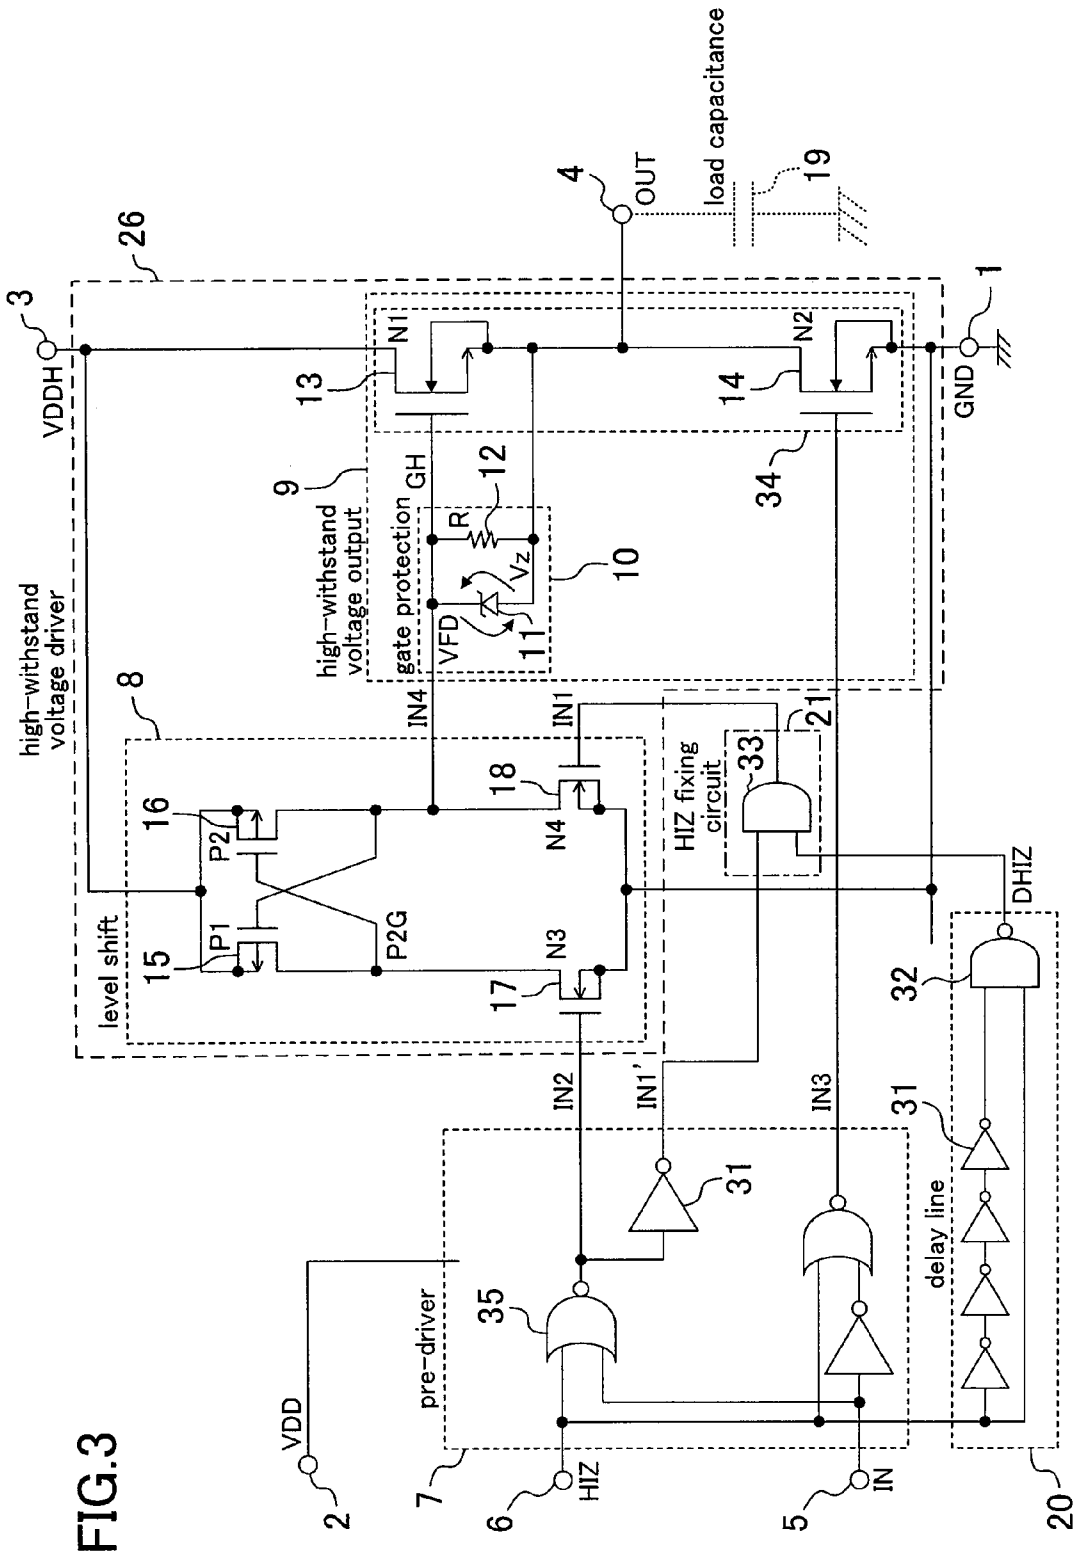 FIG.3
high-withstand
voltage driver
26
3
VDDH
level shift
8
15
P1
16
P2
P2G
17
N3
18
N4
IN4
high-withstand
voltage output
9
gate protection
GH
VFD
11
Vz
R
12
10
13
N1
14
N2
34
4
OUT
load capacitance
19
GND
1
VDD
2
pre-driver
7
6
HIZ
5
IN
35
31
IN2
IN1'
IN1
IN3
HIZ fixing
circuit
33
21
delay line
31
32
DHIZ
20